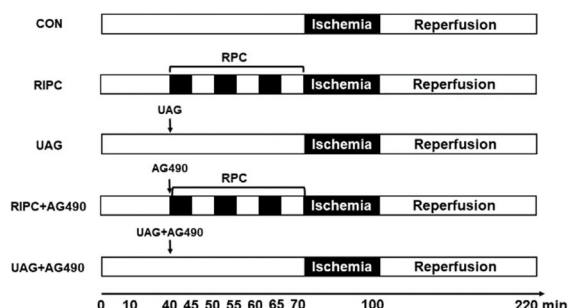 CON
Ischemia
Reperfusion
RPC
RIPC
Ischemia
Reperfusion
UAG
UAG
Ischemia
Reperfusion
AG490
RPC
RIPC+AG490
Ischemia
Reperfusion
UAG+AG490
UAG+AG490
Ischemia
Reperfusion
0 10 40 45 50 55 60 65 70 100 220 min